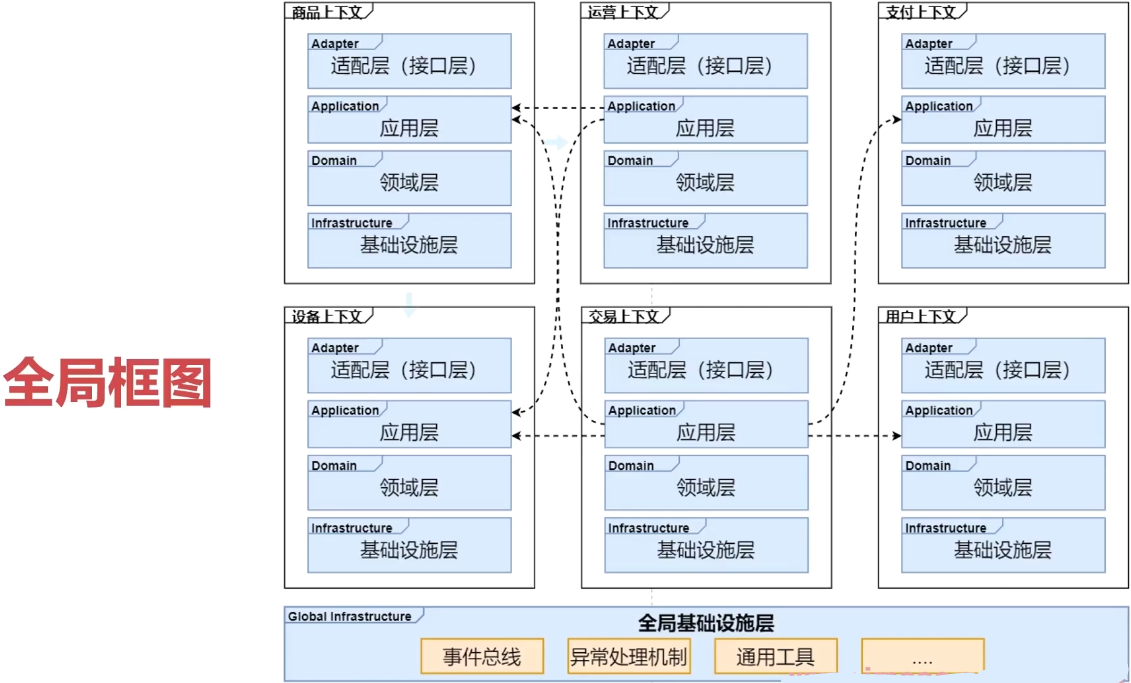 商品上下文
Adapter
适配层（接口层）
Application
应用层
Domain
领域层
Infrastructure
基础设施层
运营上下文
Adapter
适配层（接口层）
Application
应用层
Domain
领域层
Infrastructure
基础设施层
支付上下文
Adapter
适配层（接口层）
Application
应用层
Domain
领域层
Infrastructure
基础设施层
全局框图
设备上下文
Adapter
适配层（接口层）
Application
应用层
Domain
领域层
Infrastructure
基础设施层
交易上下文
Adapter
适配层（接口层）
Application
应用层
Domain
领域层
Infrastructure
基础设施层
用户上下文
Adapter
适配层（接口层）
Application
应用层
Domain
领域层
Infrastructure
基础设施层
Global Infrastructure
全局基础设施层
事件总线
异常处理机制
通用工具
....